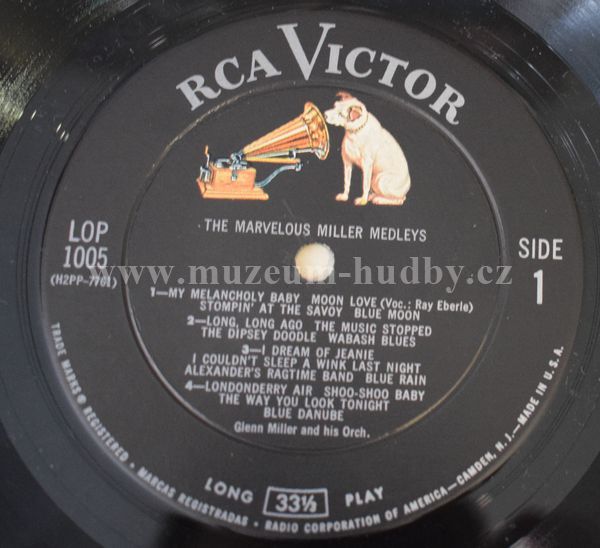 RCA VICTOR
THE MARVELOUS MILLER MEDLEYS
LOP
1005
(H2PP-7761)
SIDE
1
www.muzeum-hudby.cz
1—MY MELANCHOLY BABY MOON LOVE (Voc.: Ray Eberle)
STOMPIN' AT THE SAVOY BLUE MOON
2—LONG, LONG AGO THE MUSIC STOPPED
THE DIPSEY DOODLE WABASH BLUES
3—I DREAM OF JEANIE
I COULDN'T SLEEP A WINK LAST NIGHT
ALEXANDER'S RAGTIME BAND BLUE RAIN
4—LONDONDERRY AIR SHOO-SHOO BABY
THE WAY YOU LOOK TONIGHT
BLUE DANUBE
Glenn Miller and his Orch.
LONG 33⅓ PLAY
TRADE MARKS ® REGISTERED • MARCAS REGISTRADAS • RADIO CORPORATION OF AMERICA—CAMDEN, N. J.—MADE IN U.S.A.